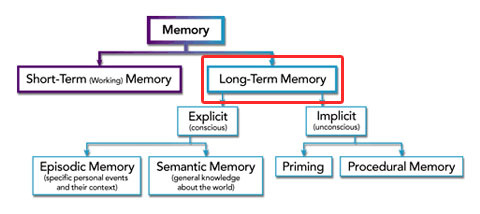 Memory
Short-Term (Working) Memory
Long-Term Memory
Explicit
(conscious)
Implicit
(unconscious)
Episodic Memory
(specific personal events
and their context)
Semantic Memory
(general knowledge
about the world)
Priming
Procedural Memory